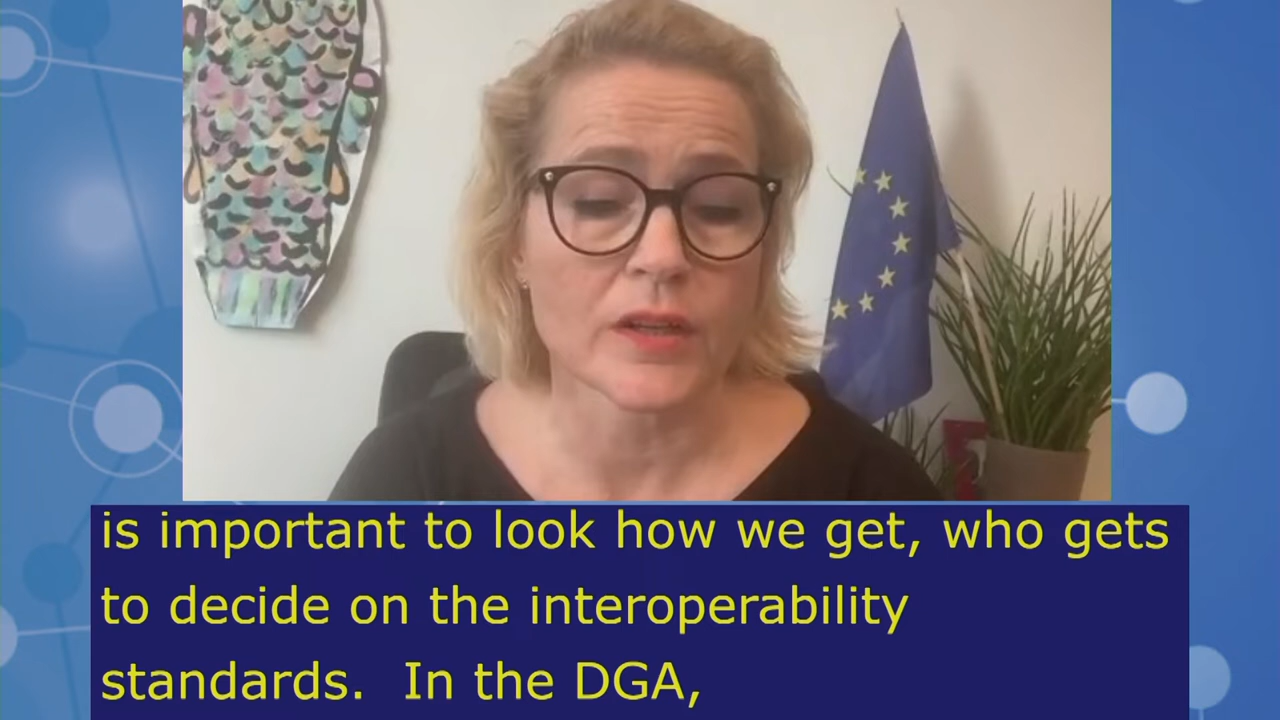 is important to look how we get, who gets
to decide on the interoperability
standards.  In the DGA,